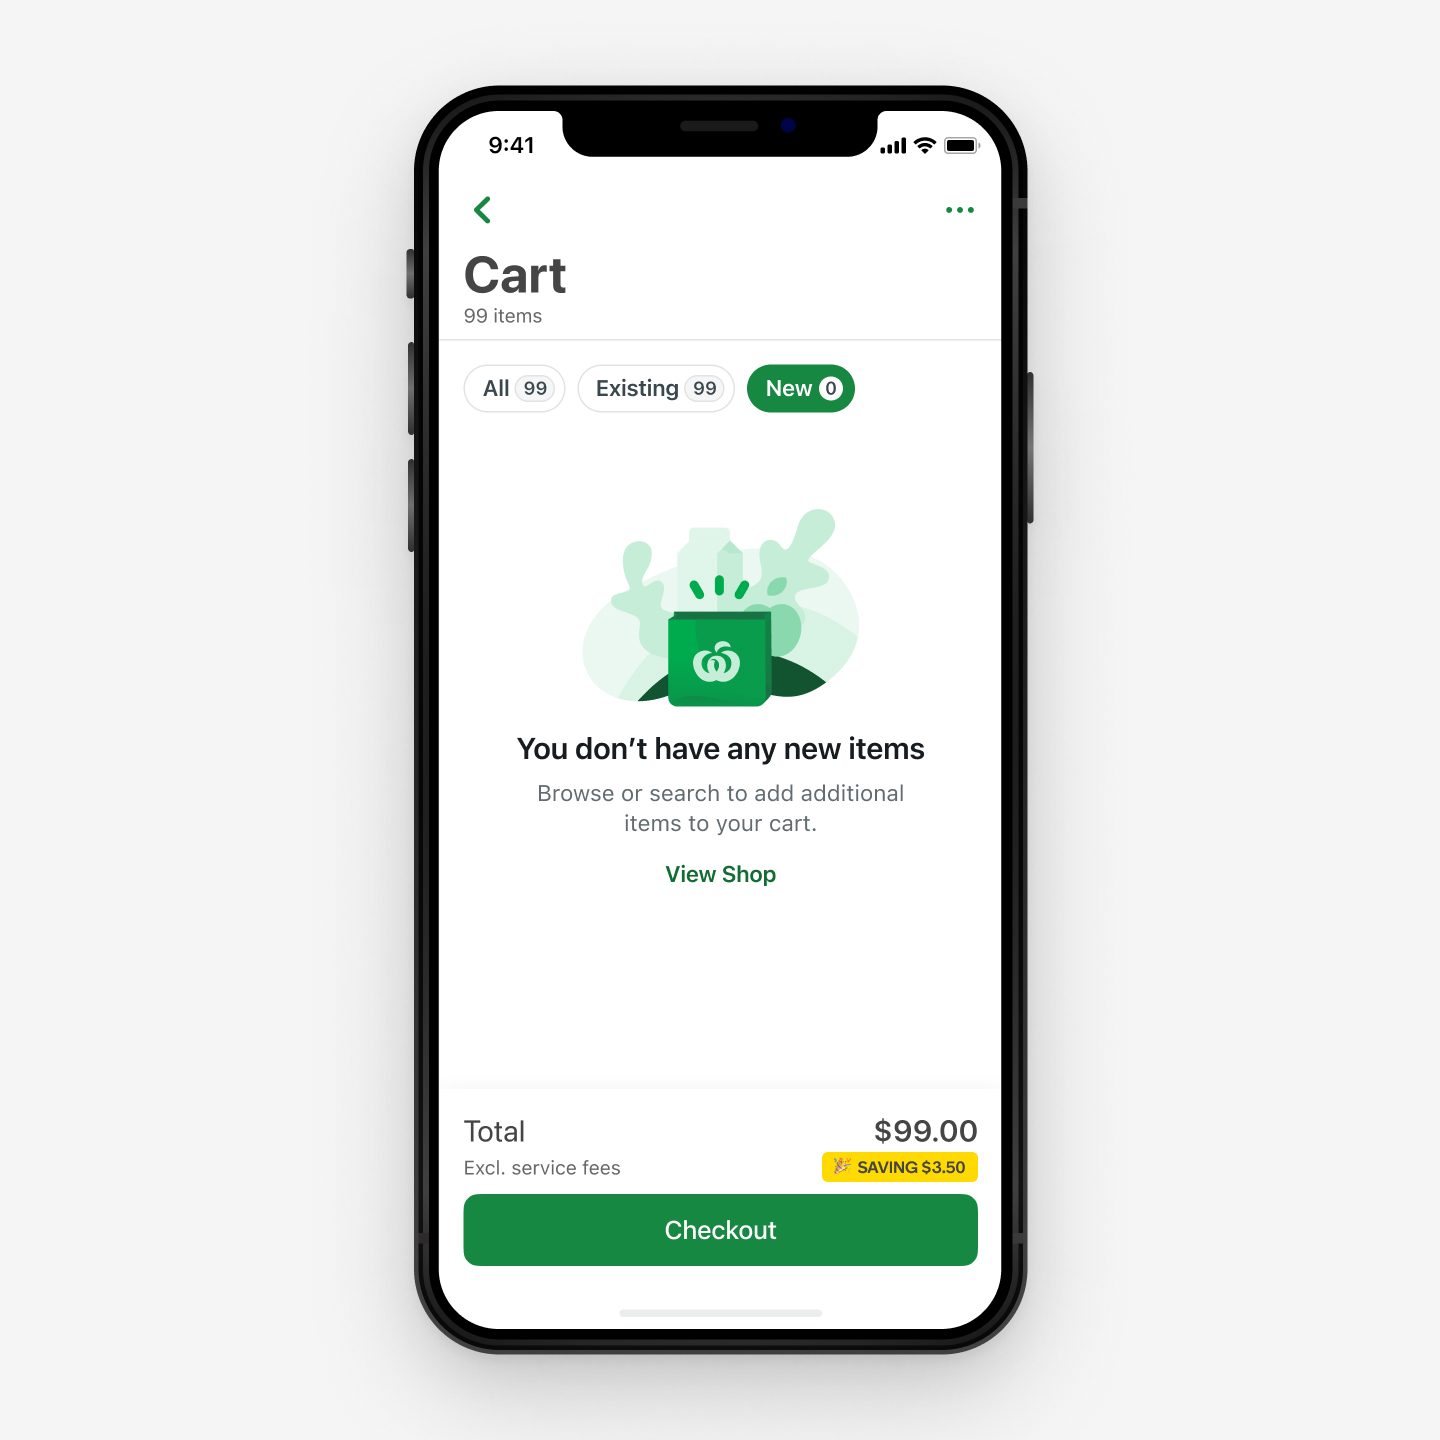 9:41
Cart
99 items
All 99 Existing 99 New 0
You don’t have any new items
Browse or search to add additional
items to your cart.
View Shop
Total $99.00
Excl. service fees SAVING $3.50
Checkout